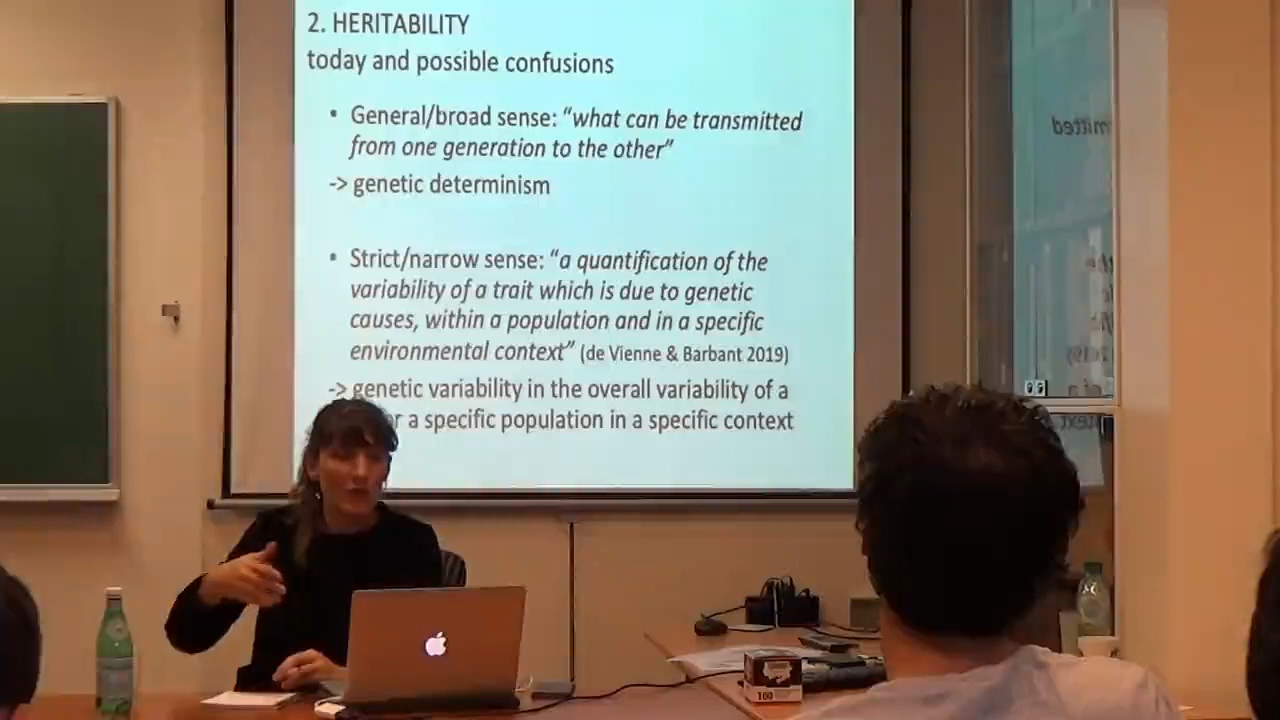 2. HERITABILITY
today and possible confusions
• General/broad sense: “what can be transmitted
from one generation to the other”
-> genetic determinism
• Strict/narrow sense: “a quantification of the
variability of a trait which is due to genetic
causes, within a population and in a specific
environmental context” (de Vienne & Barbant 2019)
-> genetic variability in the overall variability of a
a specific population in a specific context
100